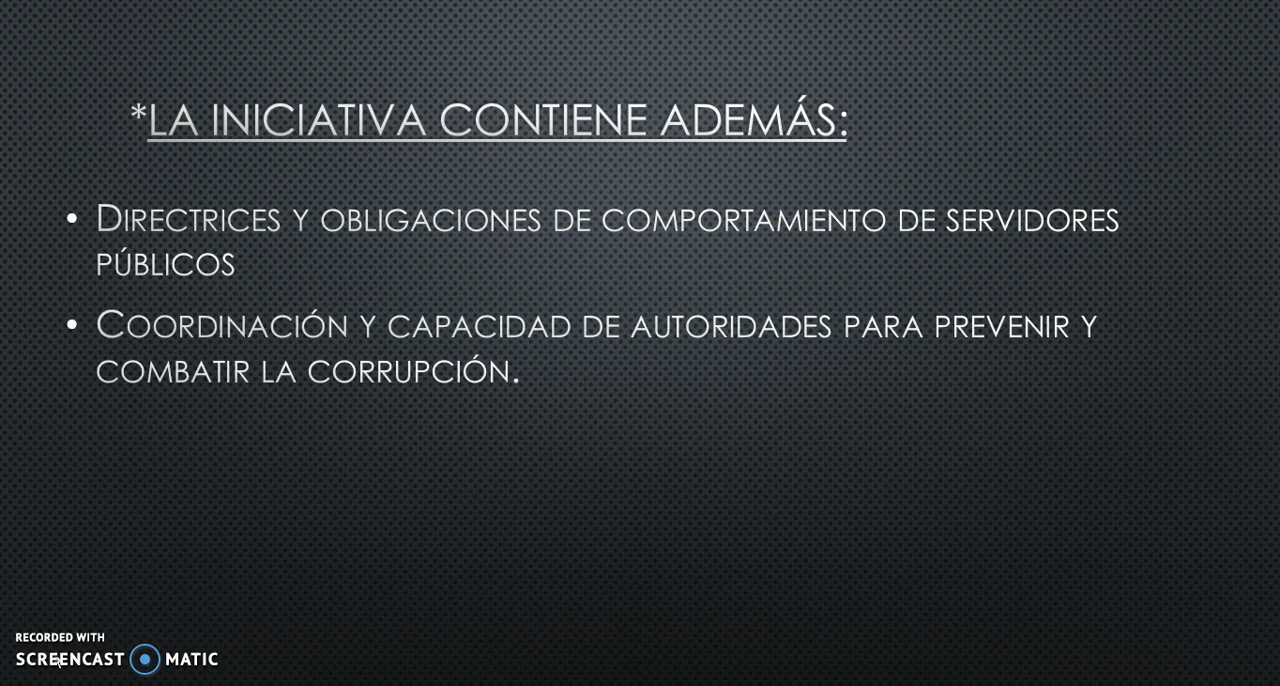 *LA INICIATIVA CONTIENE ADEMÁS:
• DIRECTRICES Y OBLIGACIONES DE COMPORTAMIENTO DE SERVIDORES
PÚBLICOS
• COORDINACIÓN Y CAPACIDAD DE AUTORIDADES PARA PREVENIR Y
COMBATIR LA CORRUPCIÓN.
RECORDED WITH
SCREENCAST MATIC